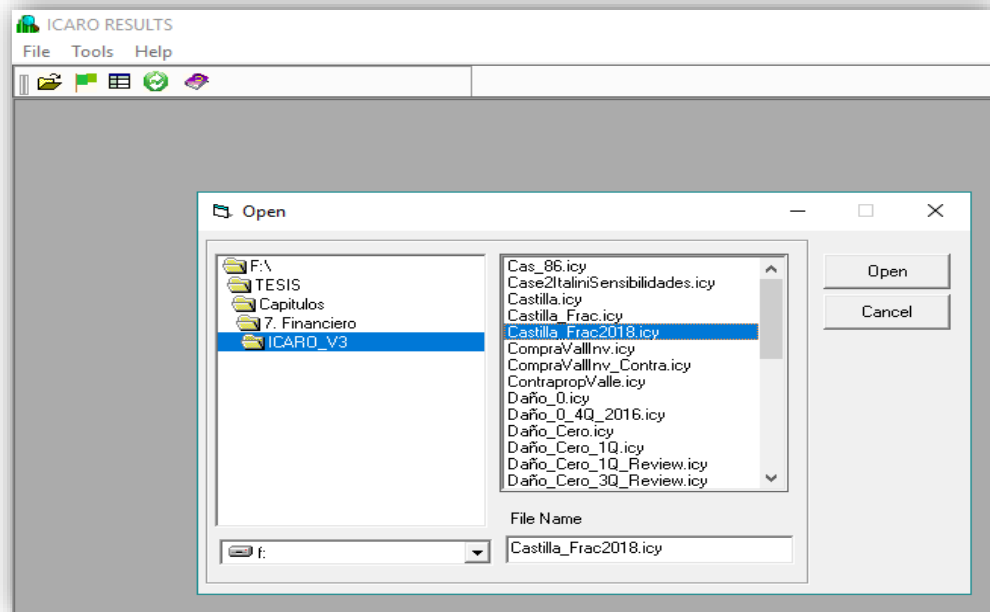 ICARO RESULTS
File Tools Help
Open
F:\
TESIS
Capitulos
7. Financiero
ICARO_V3
f:
Cas_86.icy
Case2ItaliniSensibilidades.icy
Castilla.icy
Castilla_Frac.icy
Castilla_Frac2018.icy
CompraVallInv.icy
CompraVallInv_Contra.icy
ContrapropValle.icy
Daño_0.icy
Daño_0_4Q_2016.icy
Daño_Cero.icy
Daño_Cero_1Q.icy
Daño_Cero_1Q_Review.icy
Daño_Cero_3Q_Review.icy
File Name
Castilla_Frac2018.icy
Open
Cancel